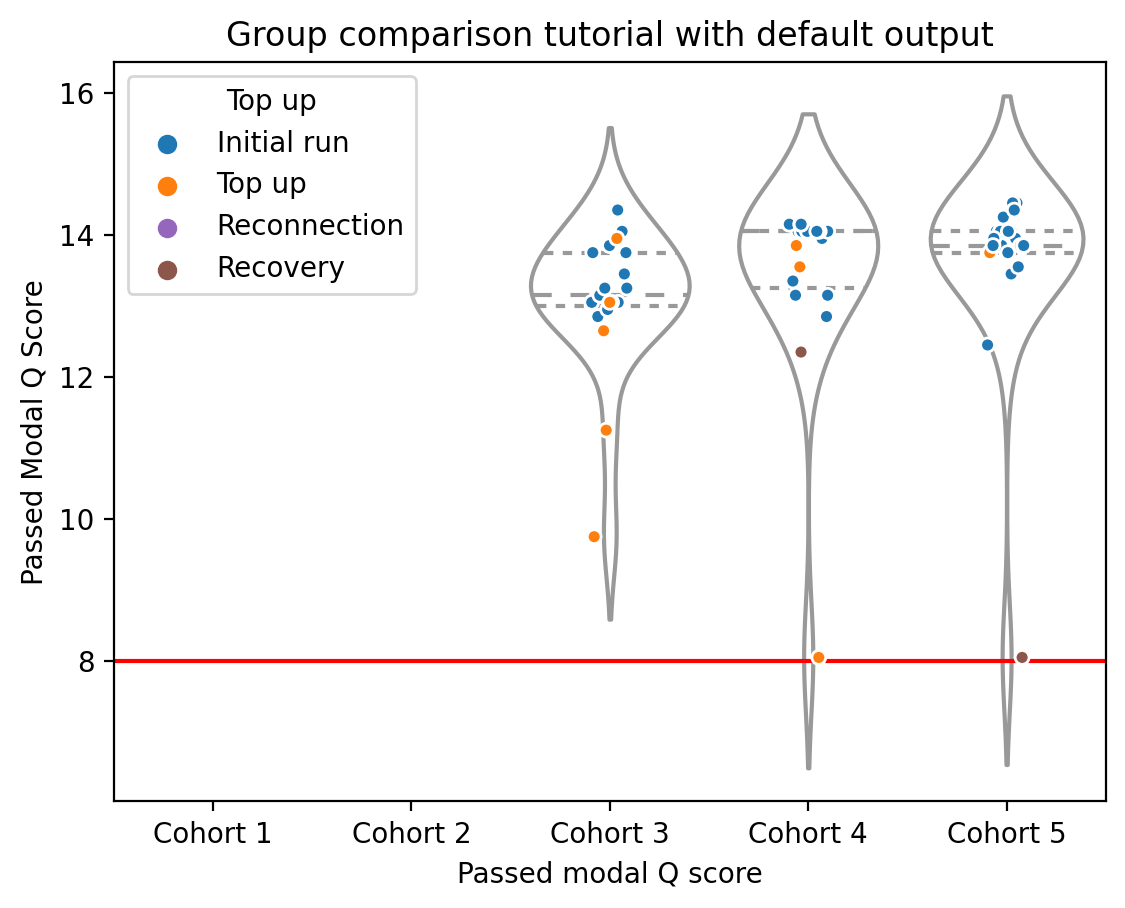 Group comparison tutorial with default output
Top up
Initial run
Top up
Reconnection
Recovery
Passed Modal Q Score
16
14
12
10
8
Cohort 1
Cohort 2
Cohort 3
Cohort 4
Cohort 5
Passed modal Q score